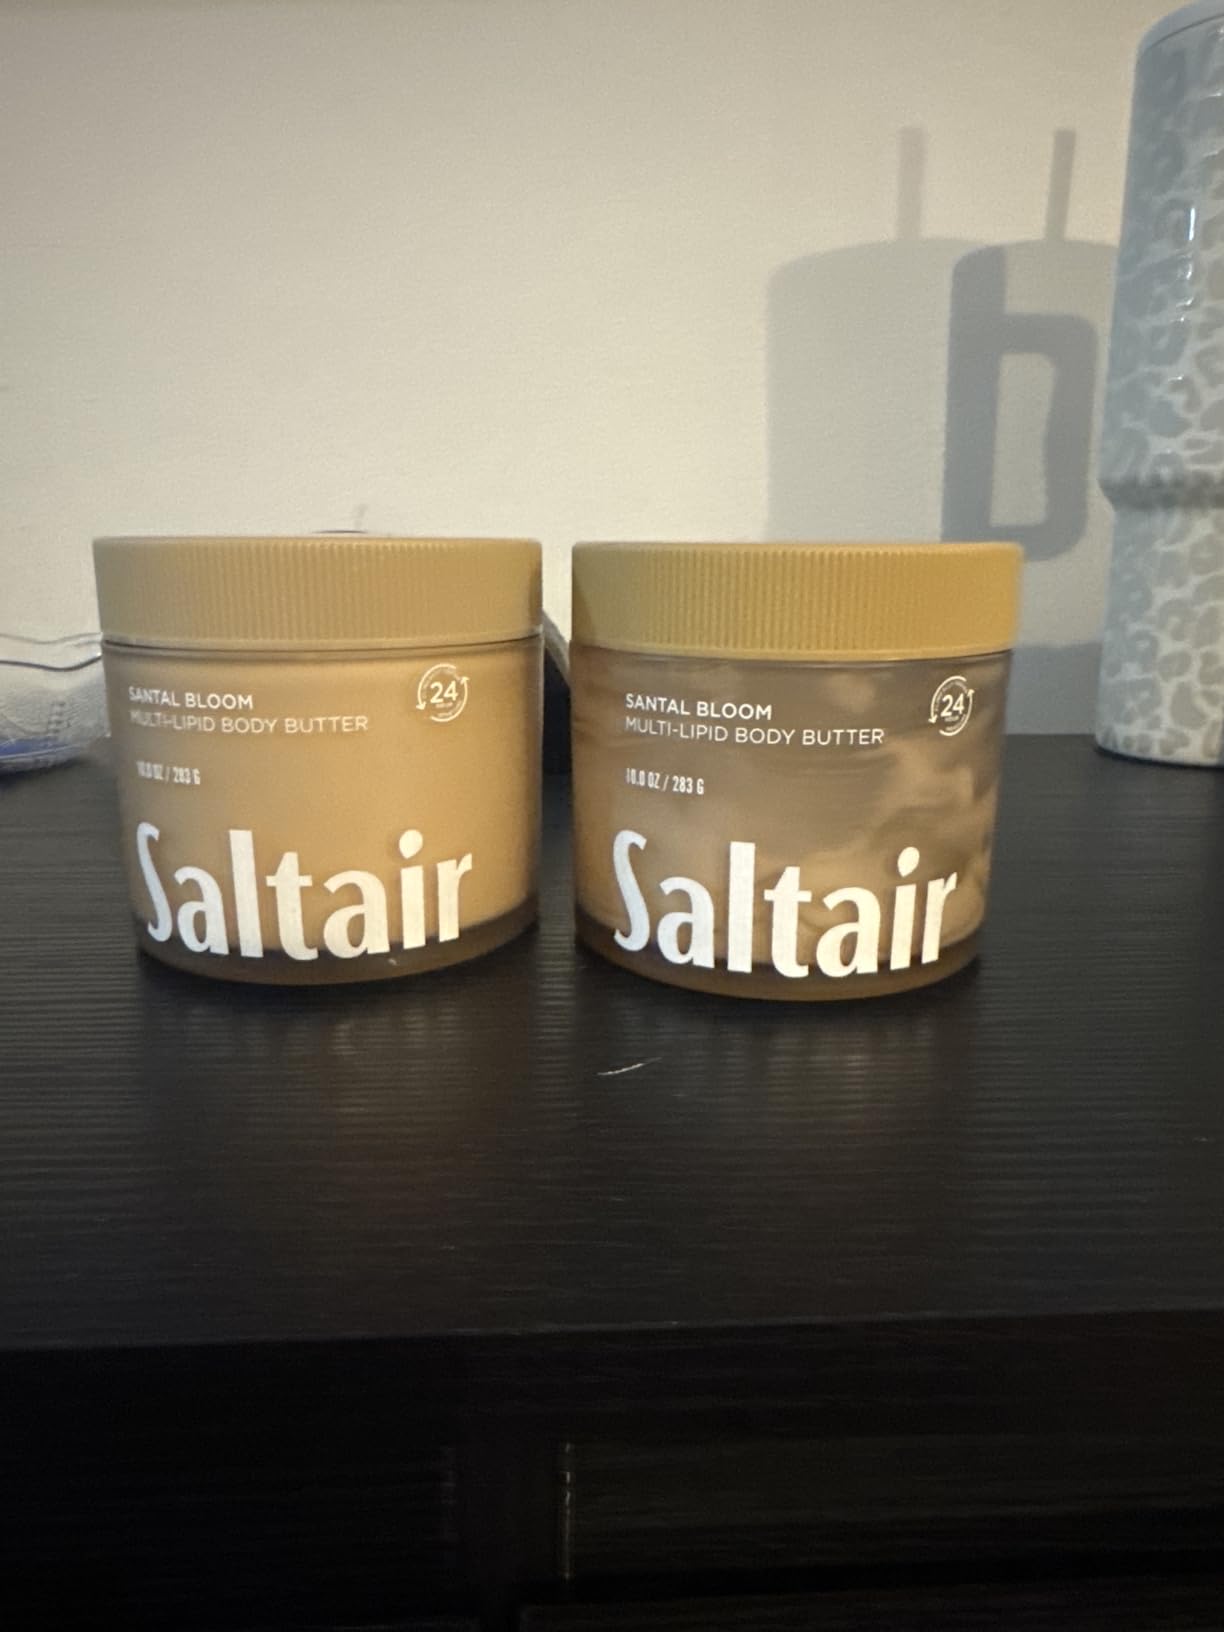 SANTAL BLOOM
MULTI-LIPID BODY BUTTER
24
10.0 OZ / 283 G
Saltair
SANTAL BLOOM
MULTI-LIPID BODY BUTTER
24
10.0 OZ / 283 G
Saltair